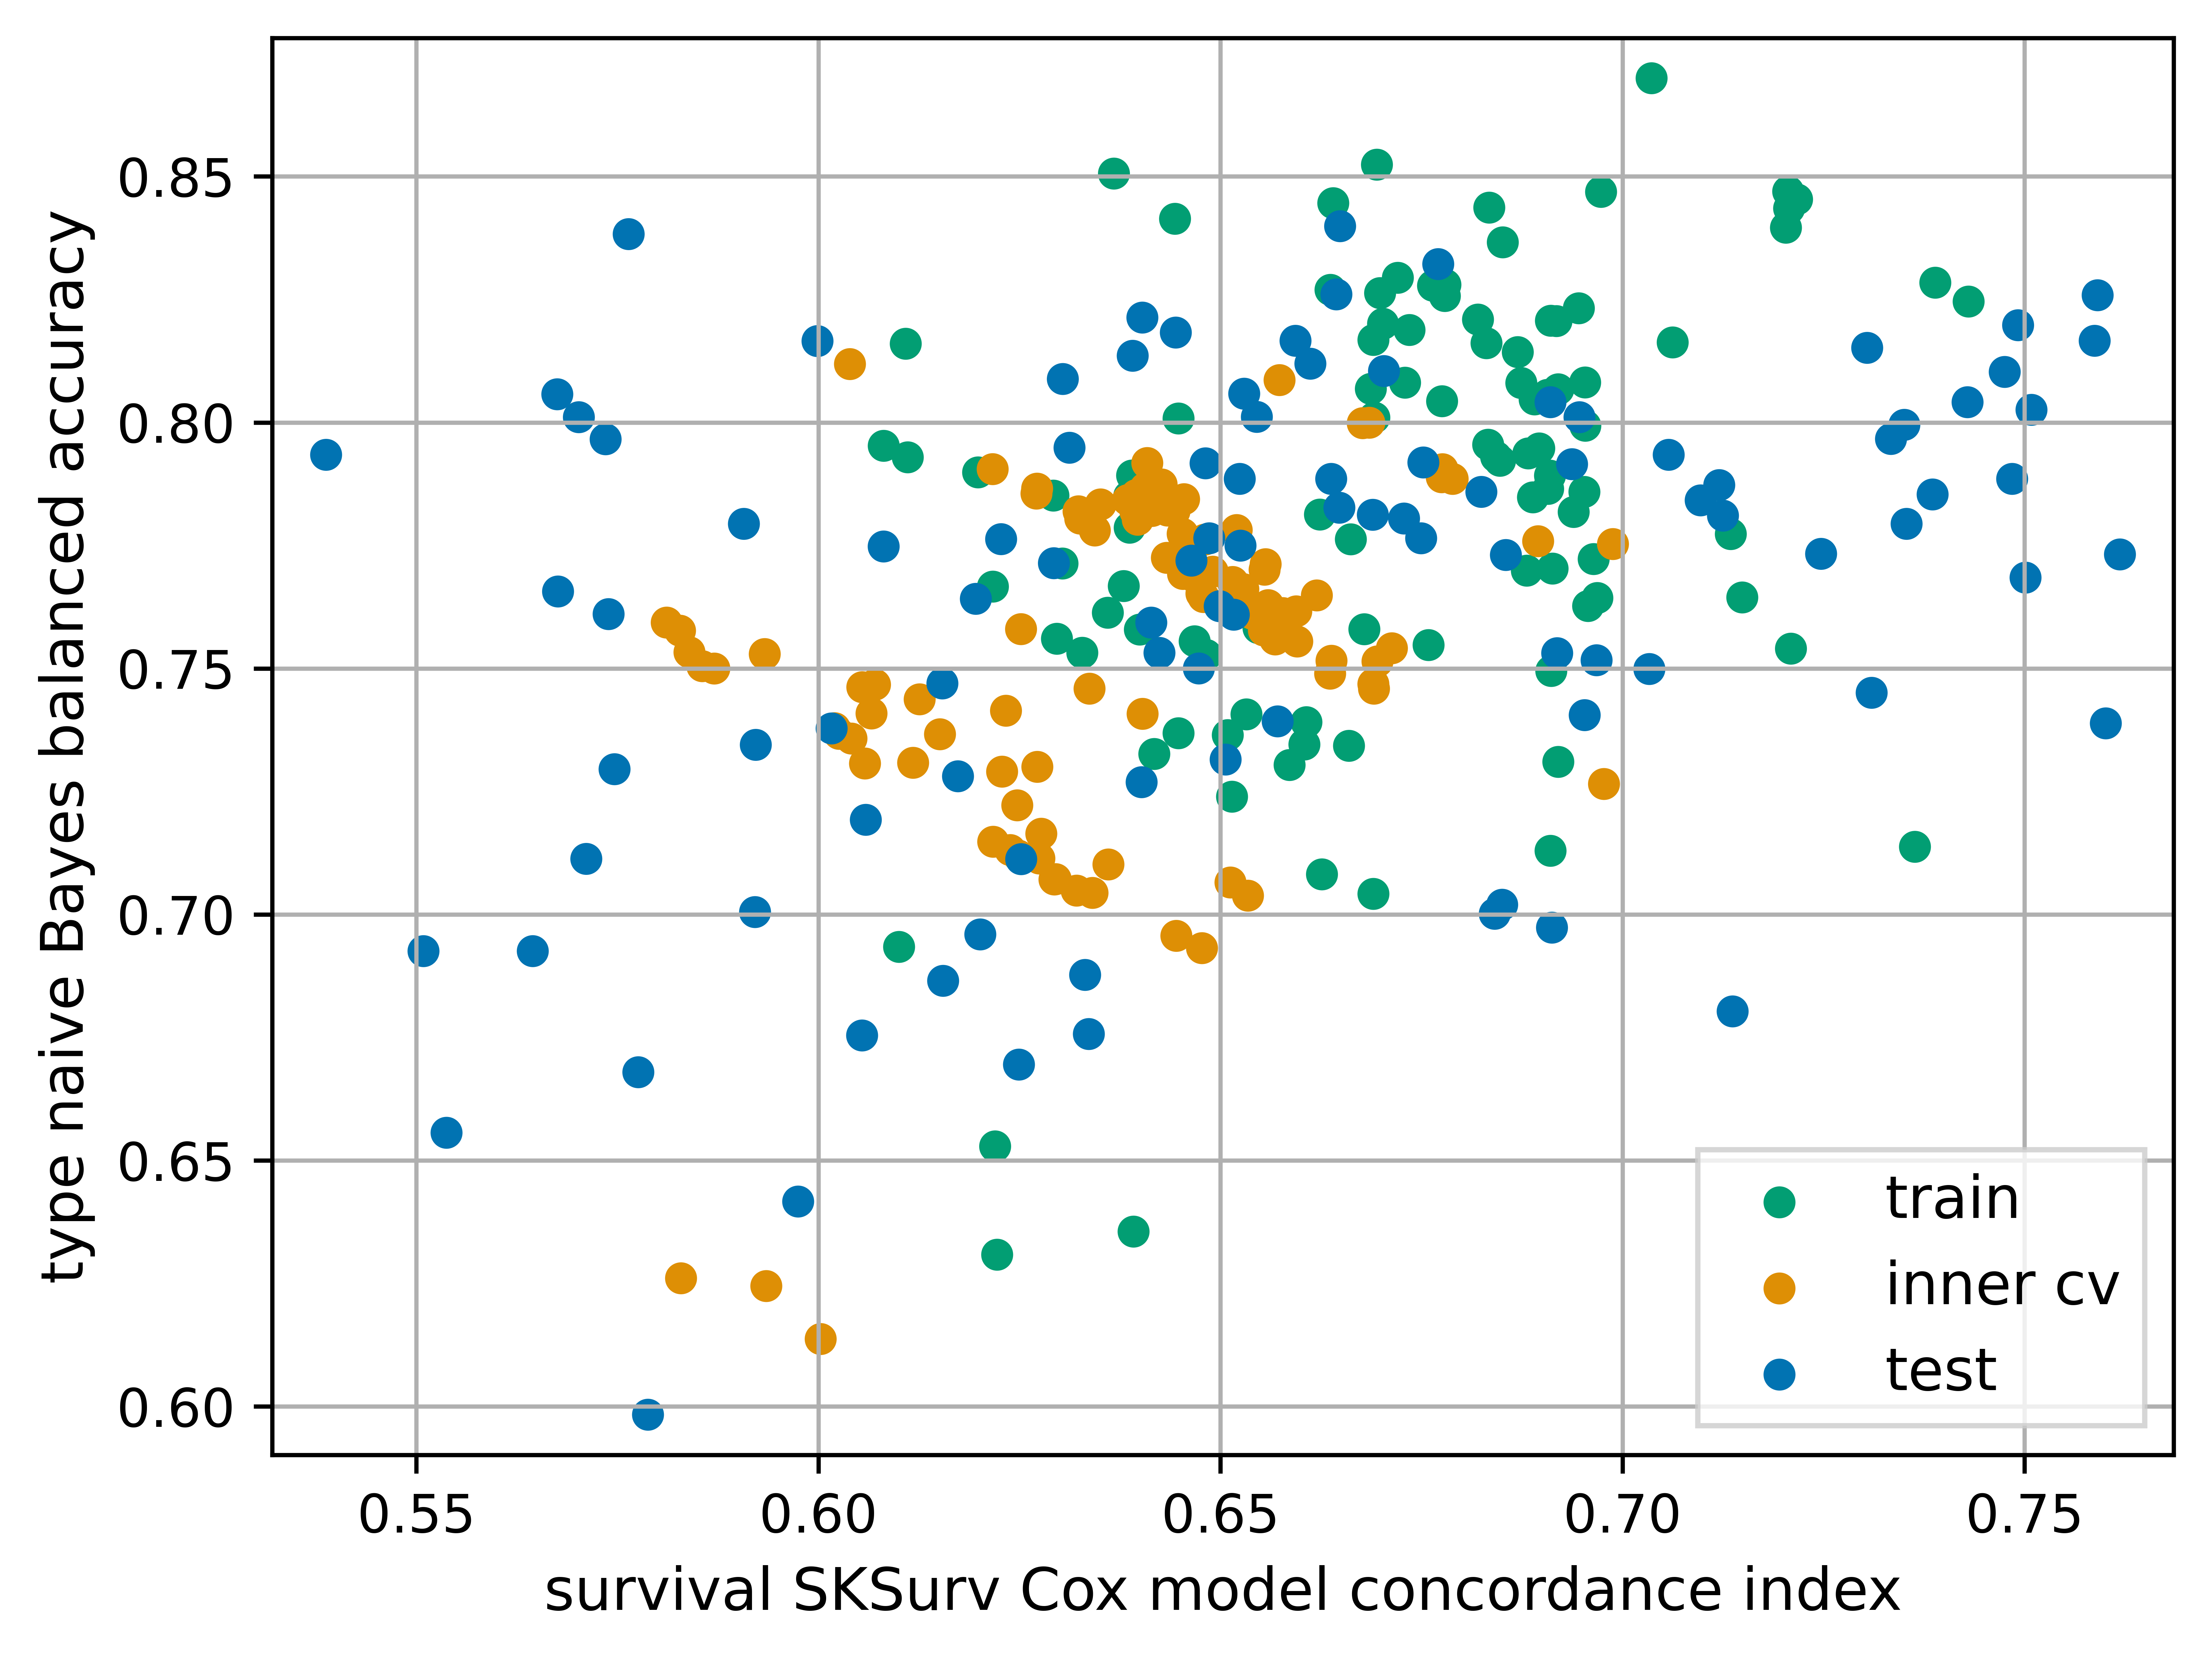 0.85
0.80
0.75
0.70
0.65
0.60
type naive Bayes balanced accuracy
train
inner cv
test
0.55 0.60 0.65 0.70 0.75
survival SKSurv Cox model concordance index